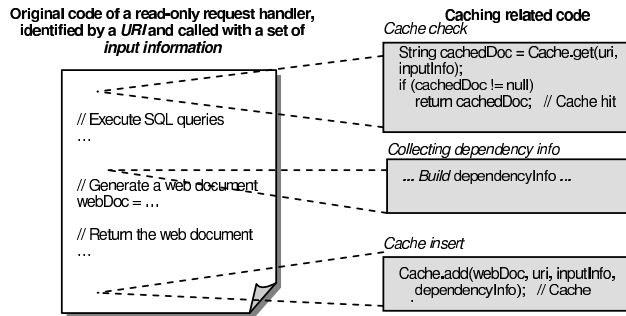 Original code of a read-only request handler,
identified by a URI and called with a set of
input information
// Execute SQL queries
...
// Generate a web document
webDoc = ...
// Return the web document
...
Caching related code
Cache check
String cachedDoc = Cache.get(uri,
inputInfo);
if (cachedDoc != null)
return cachedDoc; // Cache hit
Collecting dependency info
... Build dependencyInfo ...
Cache insert
Cache.add(webDoc, uri, inputInfo,
dependencyInfo); // Cache